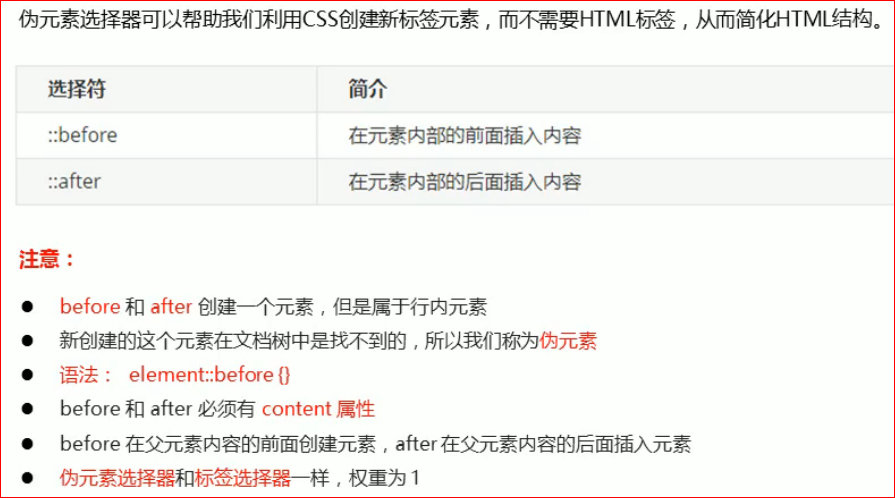 伪元素选择器可以帮助我们利用CSS创建新标签元素，而不需要HTML标签，从而简化HTML结构。
选择符 简介
::before 在元素内部的前面插入内容
::after 在元素内部的后面插入内容
注意：
● before 和 after 创建一个元素，但是属于行内元素
● 新创建的这个元素在文档树中是找不到的，所以我们称为伪元素
● 语法： element::before {}
● before 和 after 必须有 content 属性
● before 在父元素内容的前面创建元素，after 在父元素内容的后面插入元素
● 伪元素选择器和标签选择器一样，权重为 1